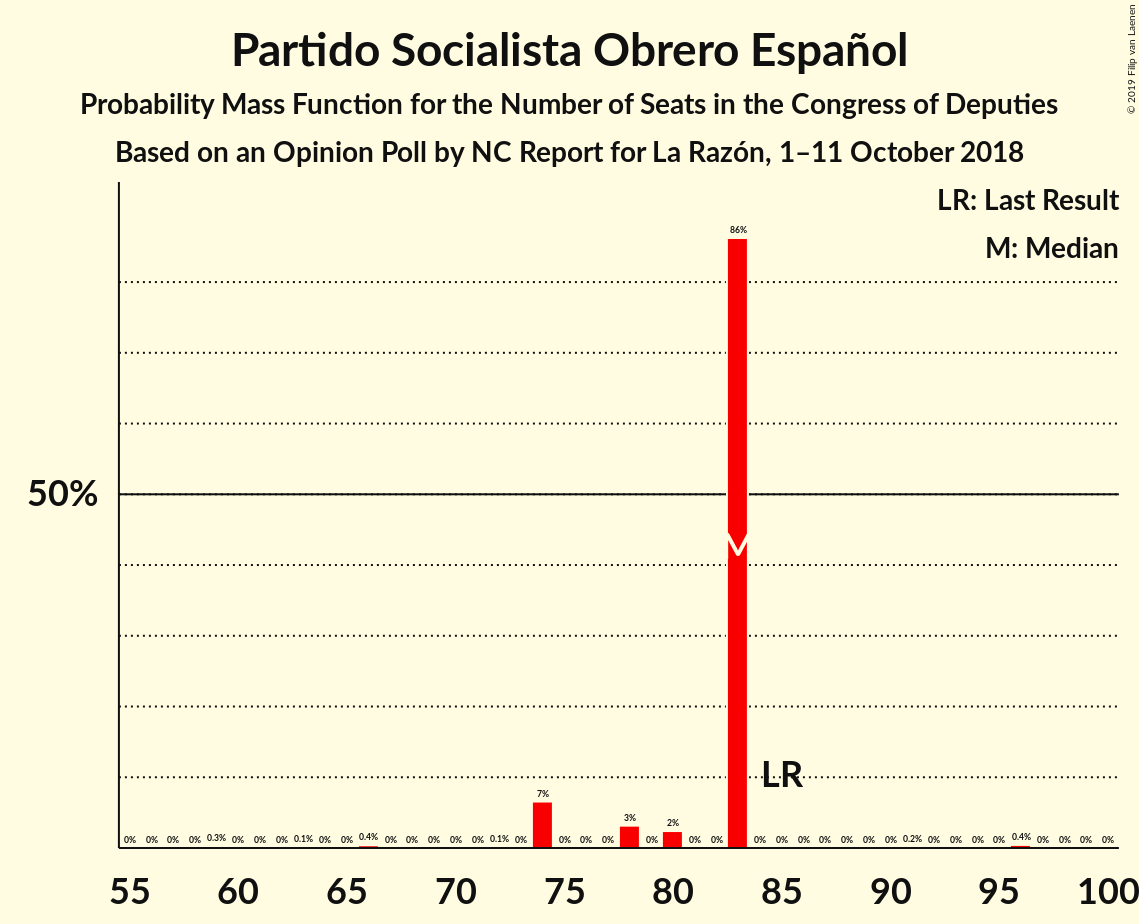 Partido Socialista Obrero Español
Probability Mass Function for the Number of Seats in the Congress of Deputies
Based on an Opinion Poll by NC Report for La Razón, 1–11 October 2018
© 2019 Filip van Laenen
LR: Last Result
M: Median
86%
50%
LR
7%
3%
2%
0% 0% 0% 0% 0.3% 0% 0% 0% 0.1% 0% 0% 0.4% 0% 0% 0% 0% 0% 0.1% 0% 0% 0% 0% 0% 0% 0% 0% 0% 0% 0% 0% 0% 0% 0% 0.2% 0% 0% 0% 0% 0.4% 0% 0% 0% 0%
55 60 65 70 75 80 85 90 95 100